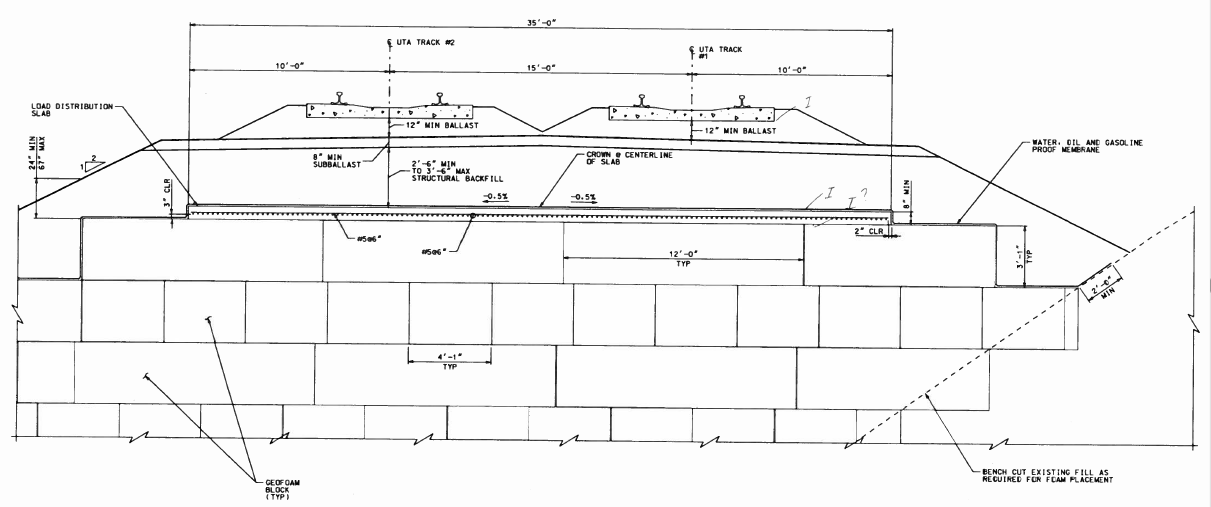 35'-0"
℄ UTA TRACK #2
℄ UTA TRACK
#1
10'-0"
15'-0"
10'-0"
LOAD DISTRIBUTION
SLAB
12" MIN BALLAST
12" MIN BALLAST
I
24" MIN
67" MAX
2
1
8" MIN
SUBBALLAST
2'-6" MIN
TO 3'-6" MAX
STRUCTURAL BACKFILL
CROWN @ CENTERLINE
OF SLAB
WATER, OIL AND GASOLINE
PROOF MEMBRANE
3" CLR
-0.5%
-0.5%
I
I?
8" MIN
#5@6"
#5@6"
2" CLR
12'-0"
TYP
3'-1"
TYP
2'-0"
MIN
4'-1"
TYP
GEOFOAM
BLOCK
(TYP)
BENCH CUT EXISTING FILL AS
REQUIRED FOR FOAM PLACEMENT